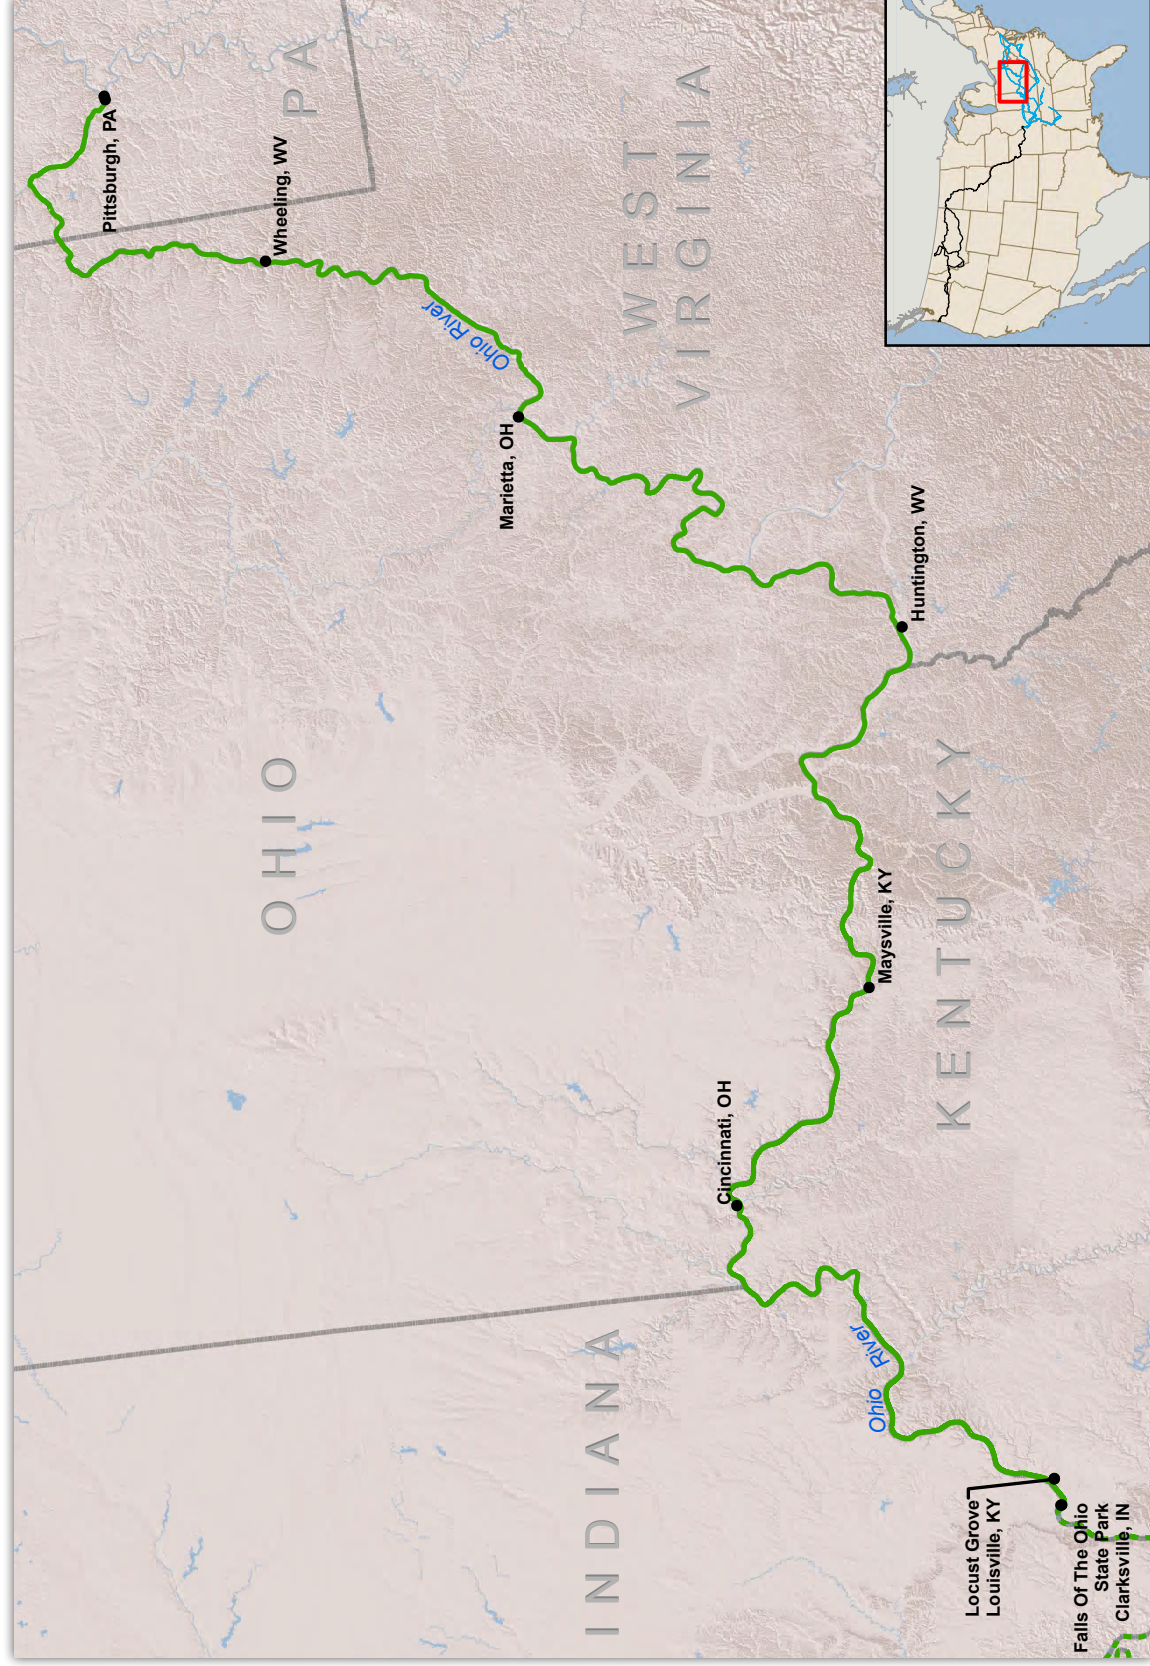 Pittsburgh, PA
PA
Wheeling, WV
Ohio River
WEST
VIRGINIA
Marietta, OH
Huntington, WV
OHIO
KENTUCKY
Maysville, KY
Cincinnati, OH
INDIANA
Ohio River
Locust Grove
Louisville, KY
Falls Of The Ohio
State Park
Clarksville, IN